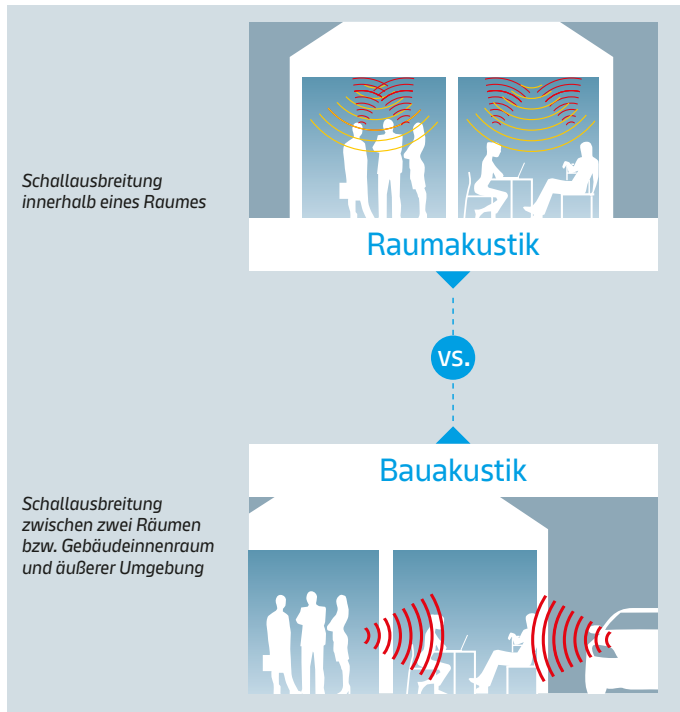 Schallausbreitung
innerhalb eines Raumes
Raumakustik
vs.
Bauakustik
Schallausbreitung
zwischen zwei Räumen
bzw. Gebäudeinnenraum
und äußerer Umgebung